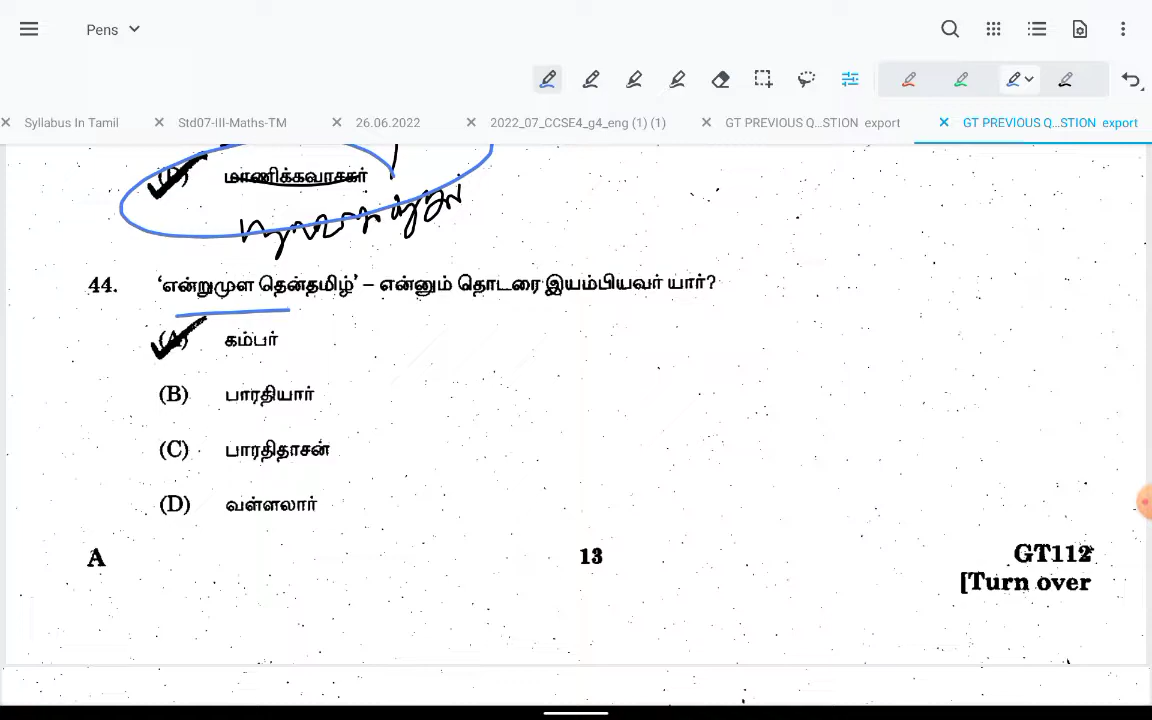 Pens
Syllabus In Tamil
Std07-III-Maths-TM
26.06.2022
2022_07_CCSE4_g4_eng (1) (1)
GT PREVIOUS Q...STION export
GT PREVIOUS Q...STION export
(D) மாணிக்கவாசகர்
44. ‘என்றுமுள தென்தமிழ்’ – என்னும் தொடரை இயம்பியவர் யார்?
(A) கம்பர்
(B) பாரதியார்
(C) பாரதிதாசன்
(D) வள்ளலார்
A 13 GT112
[Turn over